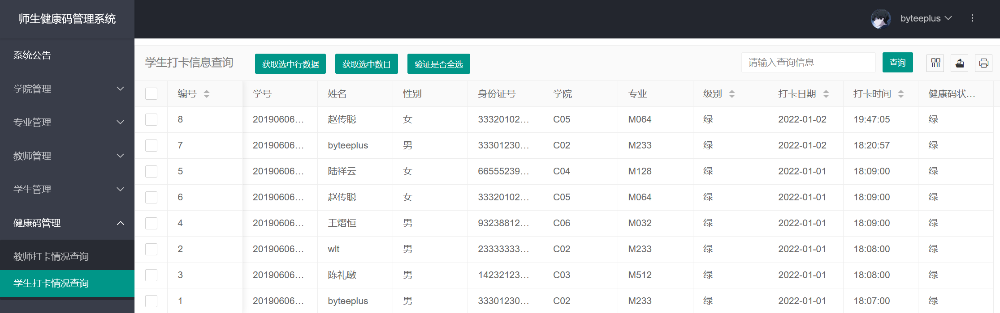 师生健康码管理系统
byteeplus
系统公告
学院管理
专业管理
教师管理
学生管理
健康码管理
教师打卡情况查询
学生打卡情况查询
学生打卡信息查询 获取选中行数据 获取选中数目 验证是否全选 请输入查询信息 查询
编号 学号 姓名 性别 身份证号 学院 专业 级别 打卡日期 打卡时间 健康码状...
8 20190606... 赵传聪 女 33320102... C05 M064 绿 2022-01-02 19:47:05 绿
7 20190606... byteeplus 男 33301230... C02 M233 绿 2022-01-02 18:20:57 绿
5 20190606... 陆祥云 女 66555239... C04 M128 绿 2022-01-01 18:09:00 绿
6 20190606... 赵传聪 女 33320102... C05 M064 绿 2022-01-01 18:09:00 绿
4 20190606... 王熠恒 男 93238812... C06 M032 绿 2022-01-01 18:09:00 绿
2 20190606... wlt 男 23333333... C02 M233 绿 2022-01-01 18:08:00 绿
3 20190606... 陈礼暾 男 14232123... C03 M512 绿 2022-01-01 18:08:00 绿
1 20190606... byteeplus 男 33301230... C02 M233 绿 2022-01-01 18:07:00 绿